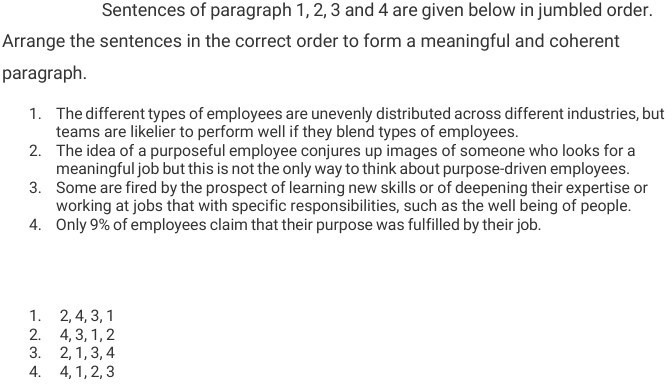 Sentences of paragraph 1, 2, 3 and 4 are given below in jumbled order.
Arrange the sentences in the correct order to form a meaningful and coherent
paragraph.
1. The different types of employees are unevenly distributed across different industries, but
teams are likelier to perform well if they blend types of employees.
2. The idea of a purposeful employee conjures up images of someone who looks for a
meaningful job but this is not the only way to think about purpose-driven employees.
3. Some are fired by the prospect of learning new skills or of deepening their expertise or
working at jobs that with specific responsibilities, such as the well being of people.
4. Only 9% of employees claim that their purpose was fulfilled by their job.
1. 2, 4, 3, 1
2. 4, 3, 1, 2
3. 2, 1, 3, 4
4. 4, 1, 2, 3